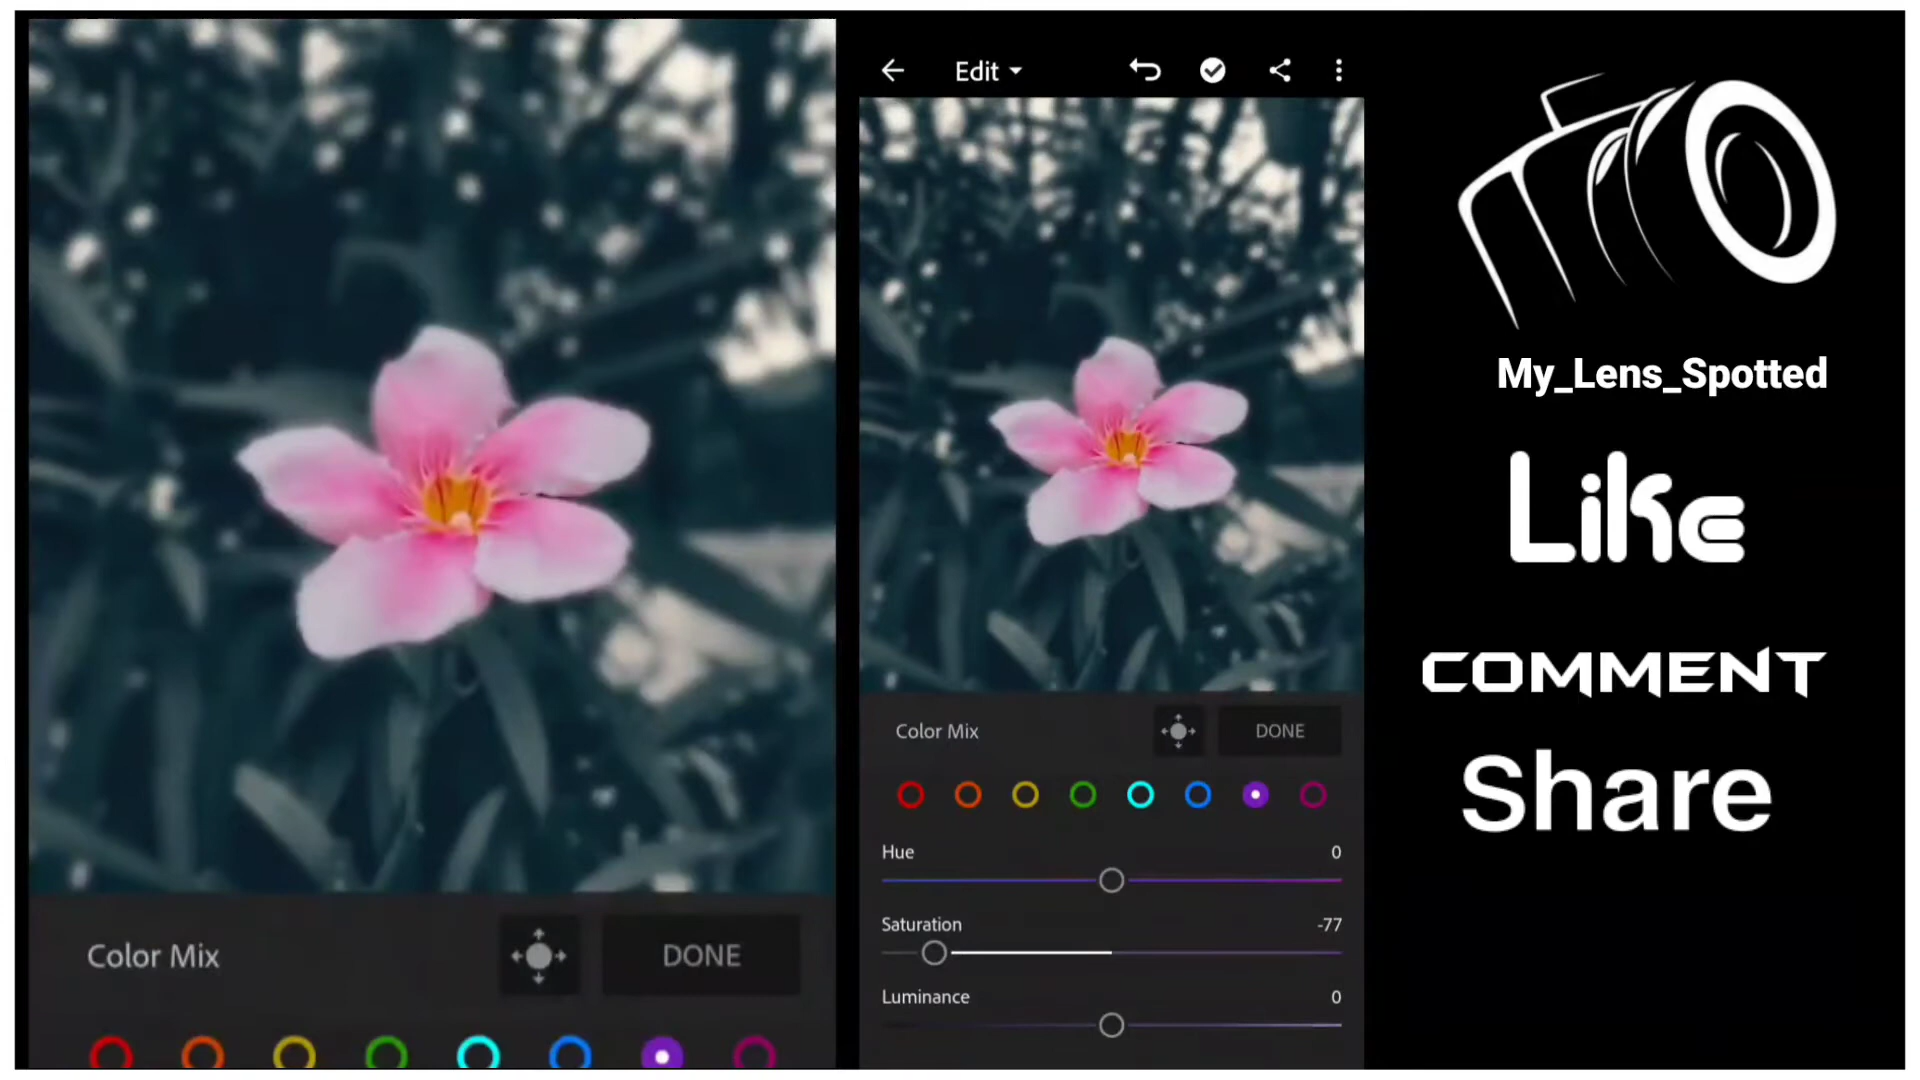 Color Mix
DONE
Edit
Color Mix
DONE
Hue
0
Saturation
-77
Luminance
0
My_Lens_Spotted
Like
COMMENT
Share